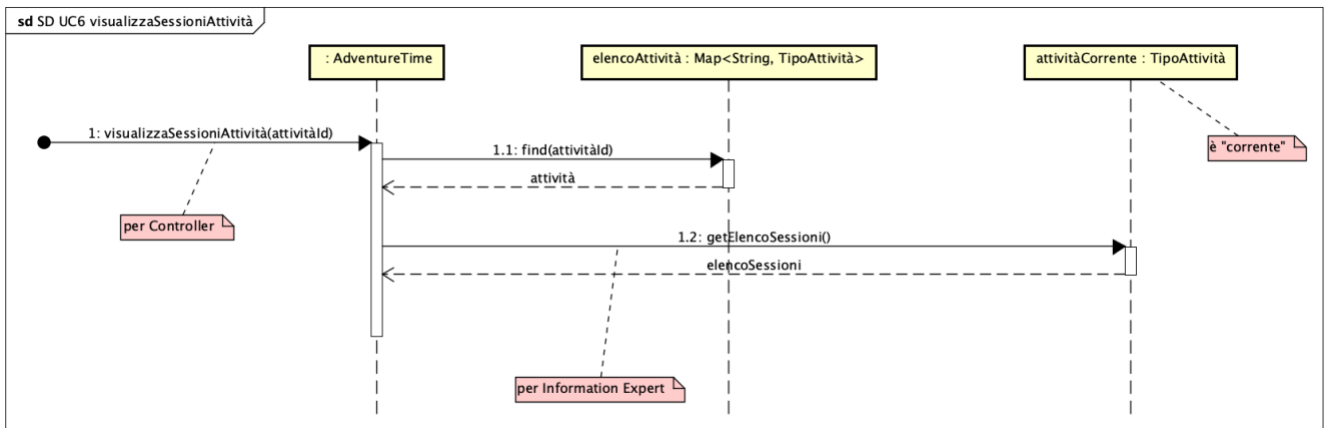 sd SD UC6 visualizzaSessioniAttività
: AdventureTime
elencoAttività : Map<String, TipoAttività>
attivitàCorrente : TipoAttività
1: visualizzaSessioniAttività(attivitàId)
1.1: find(attivitàId)
è "corrente"
attività
per Controller
1.2: getElencoSessioni()
elencoSessioni
per Information Expert